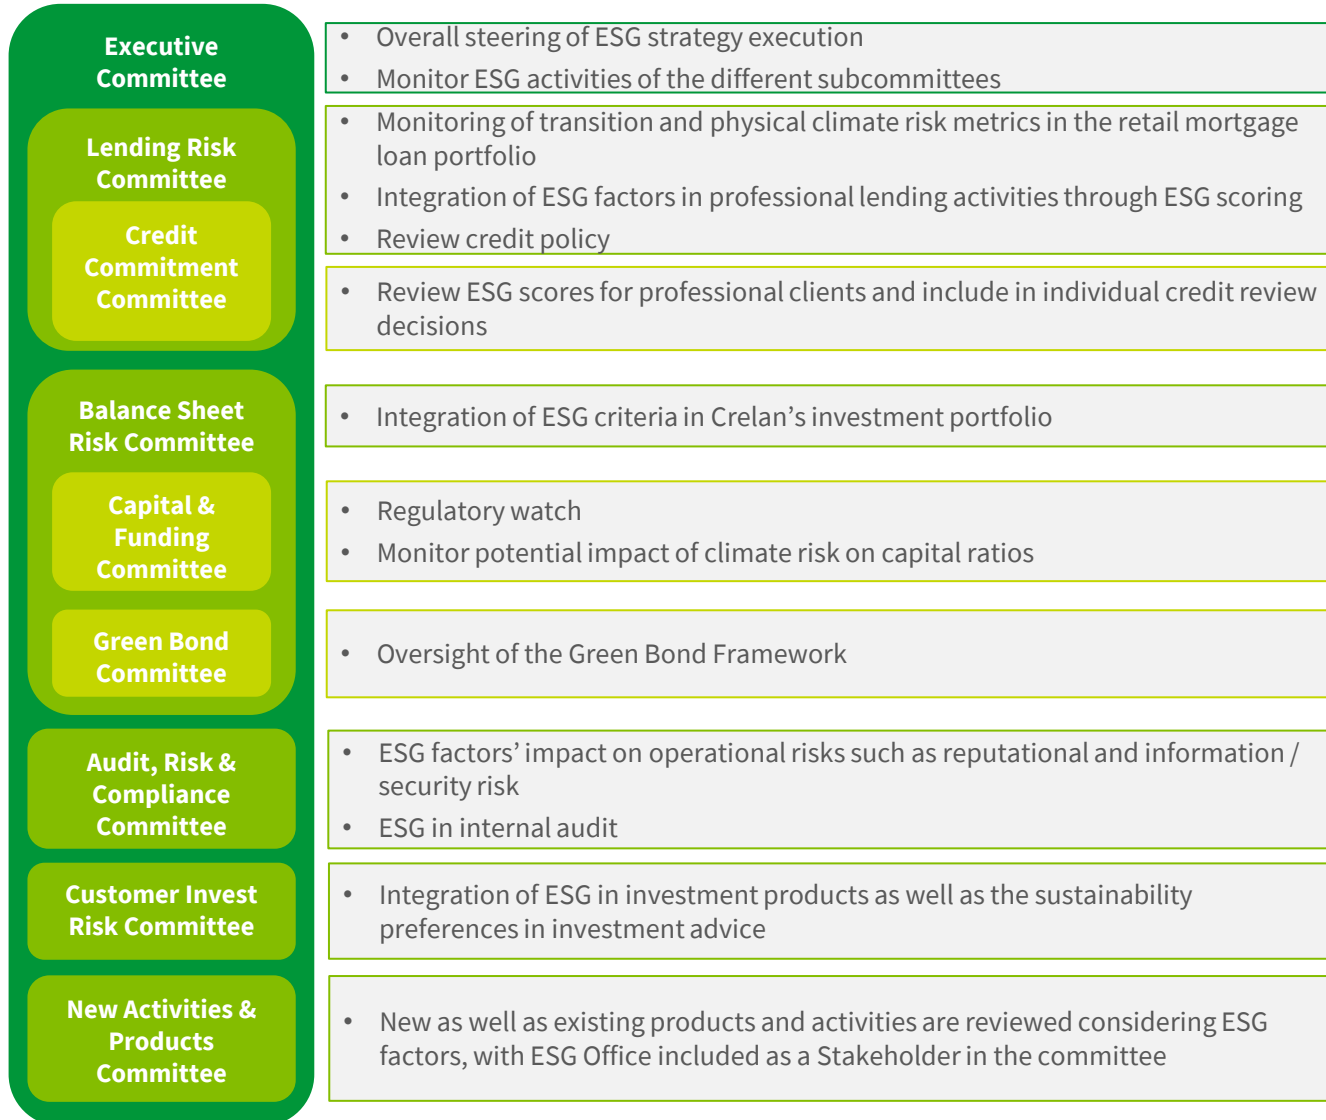 Executive
Committee
• Overall steering of ESG strategy execution
• Monitor ESG activities of the different subcommittees
Lending Risk
Committee
• Monitoring of transition and physical climate risk metrics in the retail mortgage
loan portfolio
• Integration of ESG factors in professional lending activities through ESG scoring
• Review credit policy
Credit
Commitment
Committee
• Review ESG scores for professional clients and include in individual credit review
decisions
Balance Sheet
Risk Committee
• Integration of ESG criteria in Crelan’s investment portfolio
Capital &
Funding
Committee
• Regulatory watch
• Monitor potential impact of climate risk on capital ratios
Green Bond
Committee
• Oversight of the Green Bond Framework
Audit, Risk &
Compliance
Committee
• ESG factors’ impact on operational risks such as reputational and information /
security risk
• ESG in internal audit
Customer Invest
Risk Committee
• Integration of ESG in investment products as well as the sustainability
preferences in investment advice
New Activities &
Products
Committee
• New as well as existing products and activities are reviewed considering ESG
factors, with ESG Office included as a Stakeholder in the committee